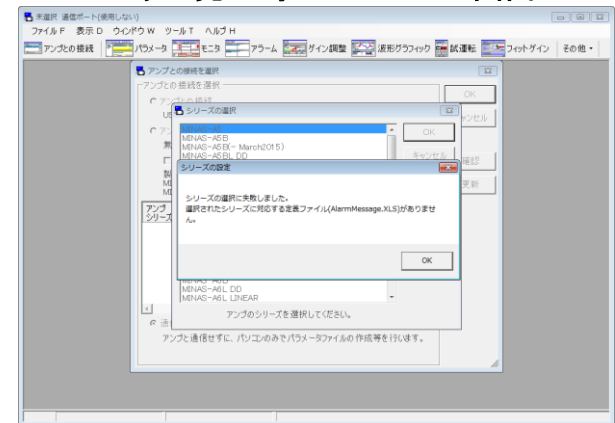 未選択 通信ポート(使用しない)
ファイル F 表示 D ウインドウ W ツール T ヘルプ H
アンプとの接続 パラメータ モニタ アラーム ゲイン調整 波形グラフィック 試運転 フィットゲイン その他
アンプとの接続を選択
アンプとの接続を選択
OK
シリーズの選択
MINAS-A5
MINAS-A5B
MINAS-A5B(- March2015)
MINAS-A5BL DD
OK
キャンセル
確認
更新
シリーズの設定
シリーズの選択に失敗しました。
選択されたシリーズに対応する定義ファイル(AlarmMessage.XLS)がありませ
ん。
OK
アンプ
シリーズ
MINAS-A6L DD
MINAS-A6L LINEAR
アンプのシリーズを選択してください。
アンプと通信せずに、パソコンのみでパラメータファイルの作成等を行います。